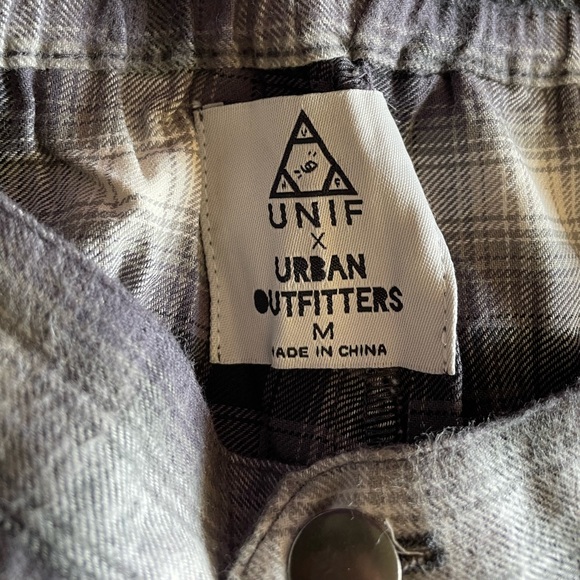 UNIF
X
URBAN
OUTFITTERS
M
MADE IN CHINA